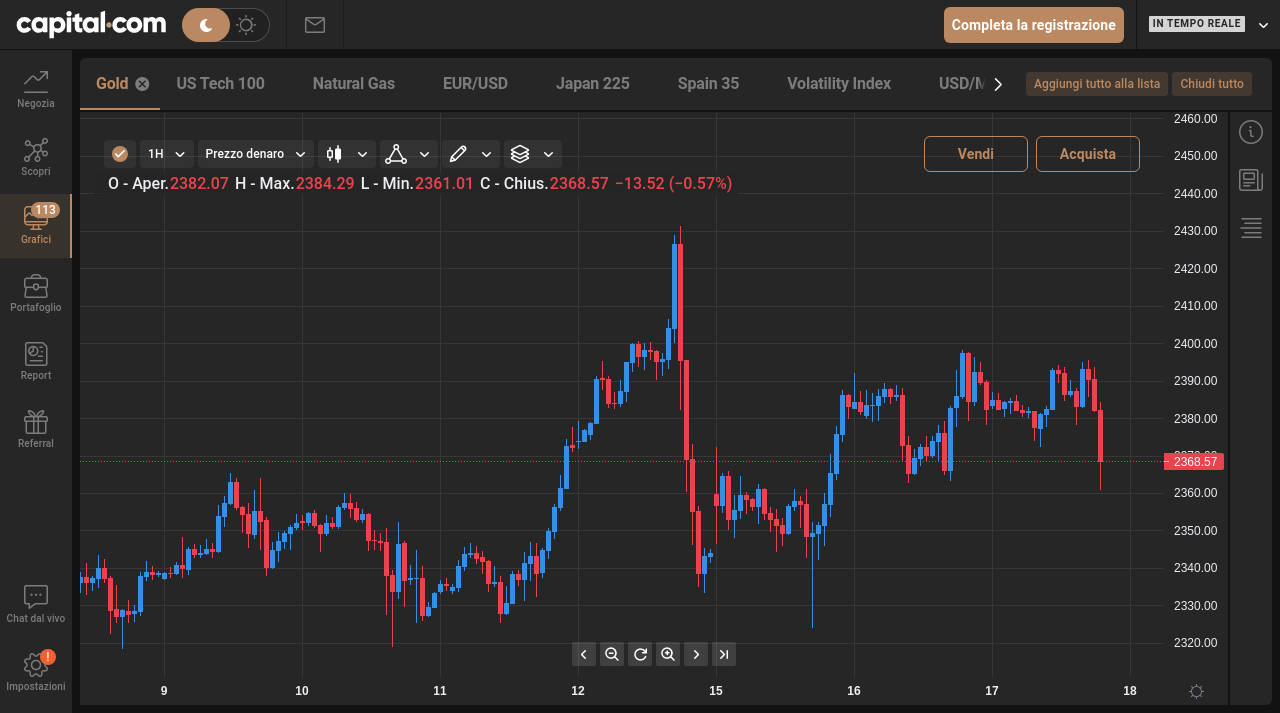 capital.com
Completa la registrazione
IN TEMPO REALE
Negozia
Scopri
113
Grafici
Portafoglio
Report
Referral
Chat dal vivo
!
Impostazioni
Gold US Tech 100 Natural Gas EUR/USD Japan 225 Spain 35 Volatility Index USD/M
Aggiungi tutto alla lista Chiudi tutto
1H Prezzo denaro
Vendi Acquista
O - Aper.2382.07 H - Max.2384.29 L - Min.2361.01 C - Chius.2368.57 −13.52 (−0.57%)
2460.00
2450.00
2440.00
2430.00
2420.00
2410.00
2400.00
2390.00
2380.00
2368.57
2360.00
2350.00
2340.00
2330.00
2320.00
9 10 11 12 15 16 17 18